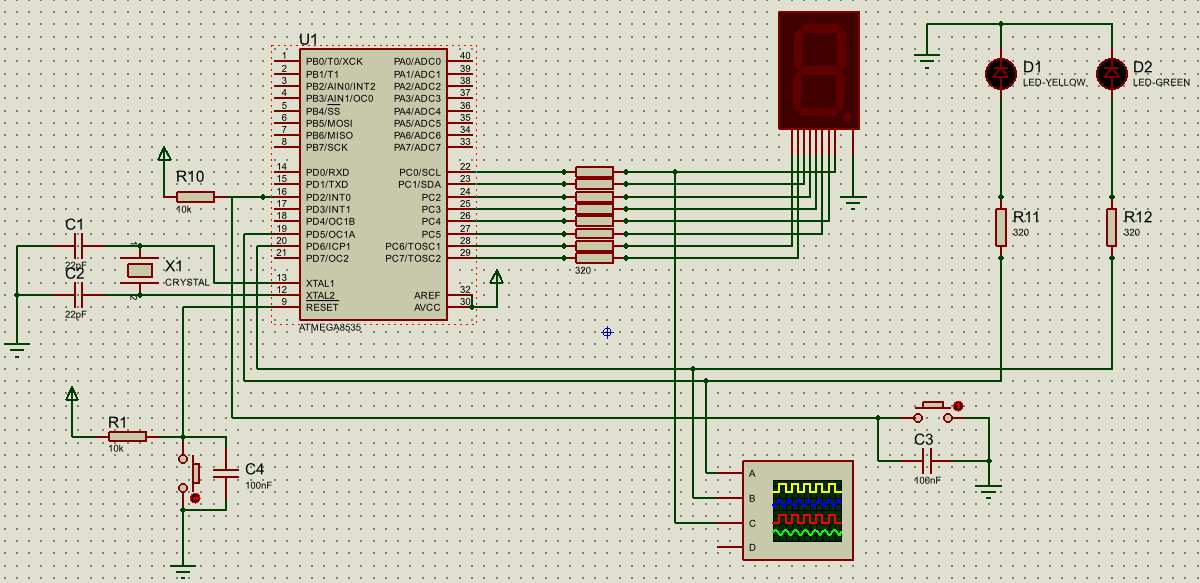 U1
1 PB0/T0/XCK PA0/ADC0 40
2 PB1/T1 PA1/ADC1 39
3 PB2/AIN0/INT2 PA2/ADC2 38
4 PB3/AIN1/OC0 PA3/ADC3 37
5 PB4/SS PA4/ADC4 36
6 PB5/MOSI PA5/ADC5 35
7 PB6/MISO PA6/ADC6 34
8 PB7/SCK PA7/ADC7 33
14 PD0/RXD PC0/SCL 22
15 PD1/TXD PC1/SDA 23
16 PD2/INT0 PC2 24
17 PD3/INT1 PC3 25
18 PD4/OC1B PC4 26
19 PD5/OC1A PC5 27
20 PD6/ICP1 PC6/TOSC1 28
21 PD7/OC2 PC7/TOSC2 29
13 XTAL1
12 XTAL2 AREF 32
9 RESET AVCC 30
ATMEGA8535
D1
LED-YELLOW
D2
LED-GREEN
R10
10k
C1
22pF
C2
22pF
1
X1
CRYSTAL
2
320
R11
320
R12
320
R1
10k
C4
100nF
C3
100nF
A
B
C
D